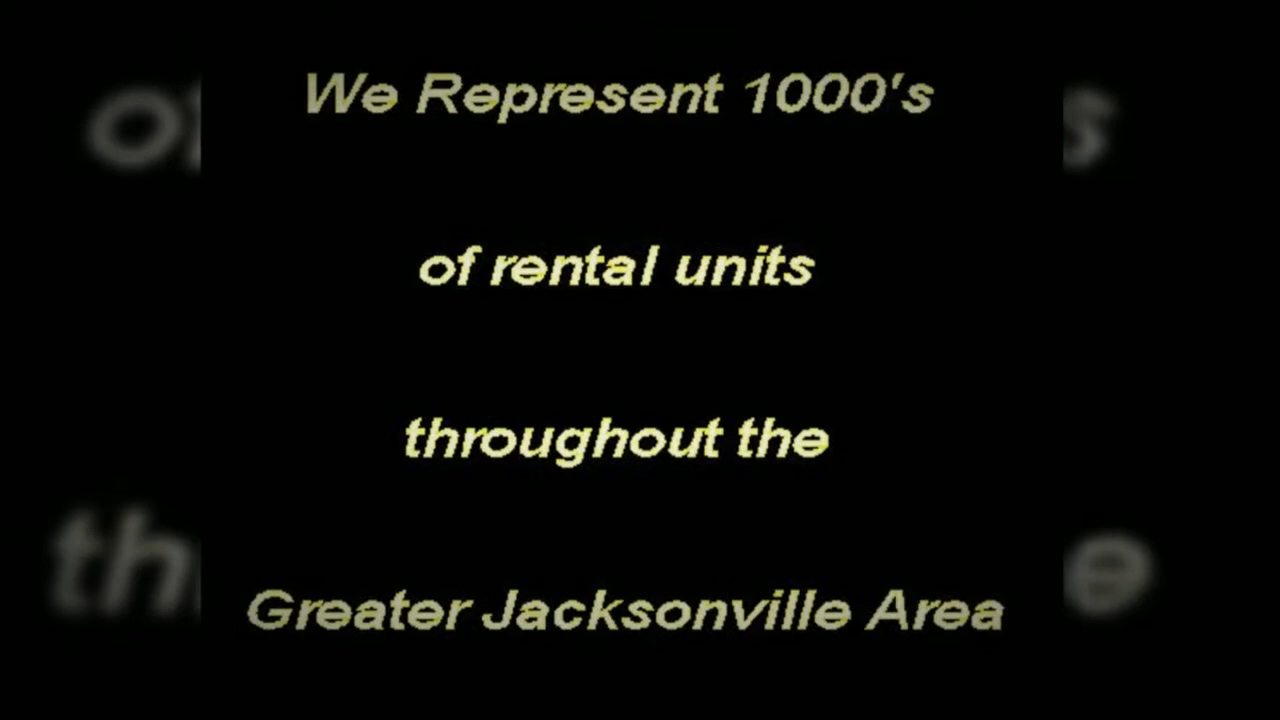 We Represent 1000's
of rental units
throughout the
Greater Jacksonville Area